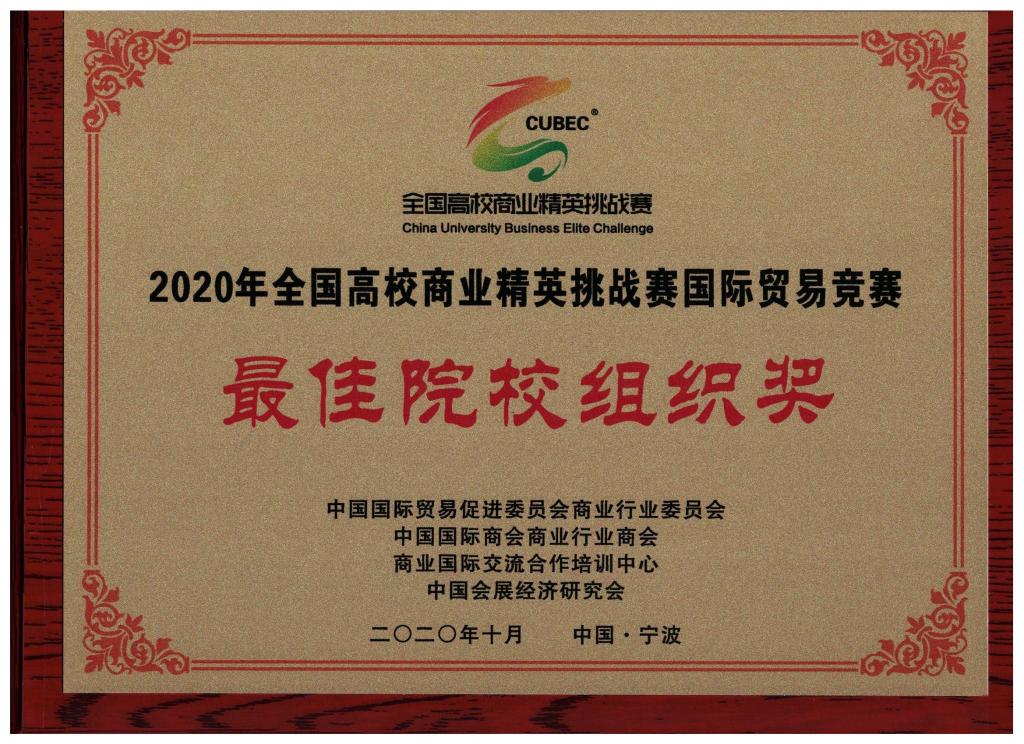 CUBEC®
全国高校商业精英挑战赛
China University Business Elite Challenge
2020年全国高校商业精英挑战赛国际贸易竞赛
最佳院校组织奖
中国国际贸易促进委员会商业行业委员会
中国国际商会商业行业商会
商业国际交流合作培训中心
中国会展经济研究会
二〇二〇年十月 中国·宁波